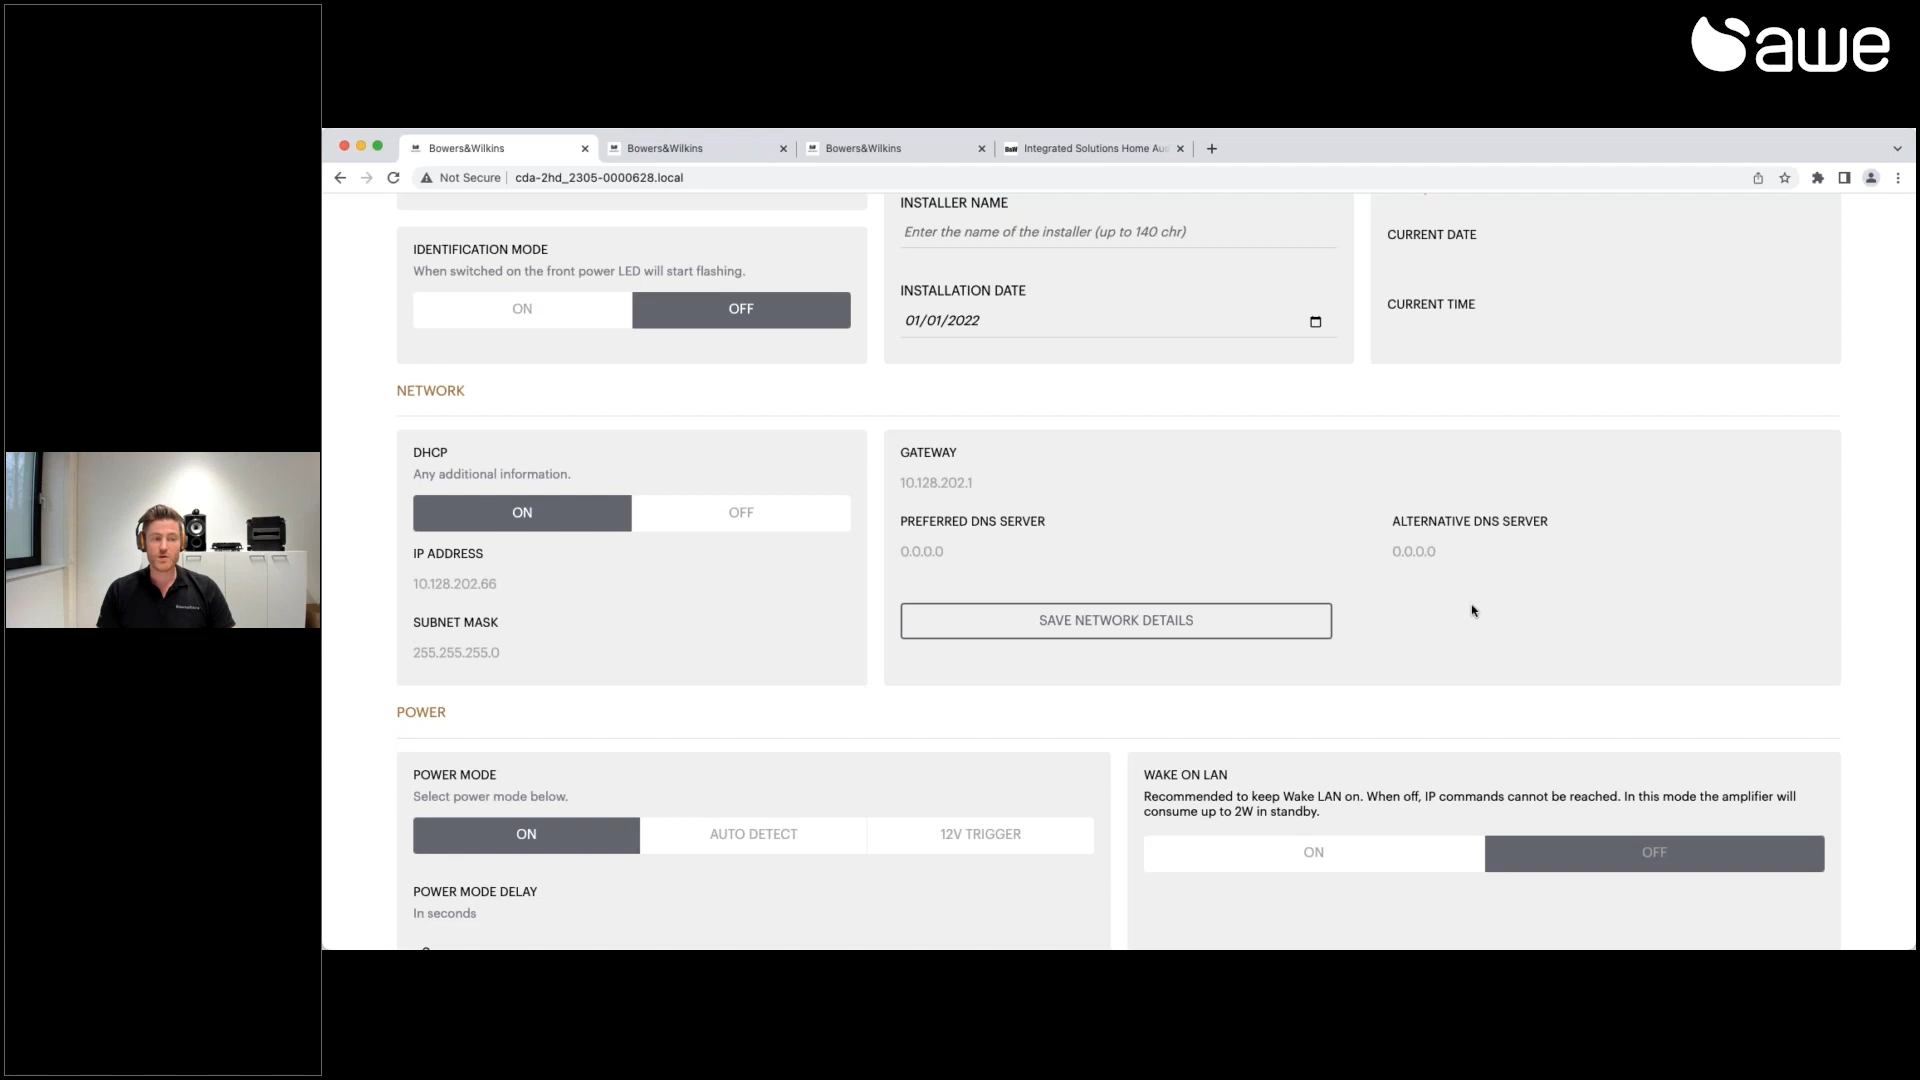 awe
Bowers&Wilkins
Bowers&Wilkins
Bowers&Wilkins
B&W Integrated Solutions Home Au
Not Secure
cda-2hd_2305-0000628.local
IDENTIFICATION MODE
When switched on the front power LED will start flashing.
ON
OFF
INSTALLER NAME
Enter the name of the installer (up to 140 chr)
INSTALLATION DATE
01/01/2022
CURRENT DATE
CURRENT TIME
NETWORK
DHCP
Any additional information.
ON
OFF
IP ADDRESS
10.128.202.66
SUBNET MASK
255.255.255.0
GATEWAY
10.128.202.1
PREFERRED DNS SERVER
0.0.0.0
ALTERNATIVE DNS SERVER
0.0.0.0
SAVE NETWORK DETAILS
POWER
POWER MODE
Select power mode below.
ON
AUTO DETECT
12V TRIGGER
POWER MODE DELAY
In seconds
WAKE ON LAN
Recommended to keep Wake LAN on. When off, IP commands cannot be reached. In this mode the amplifier will
consume up to 2W in standby.
ON
OFF